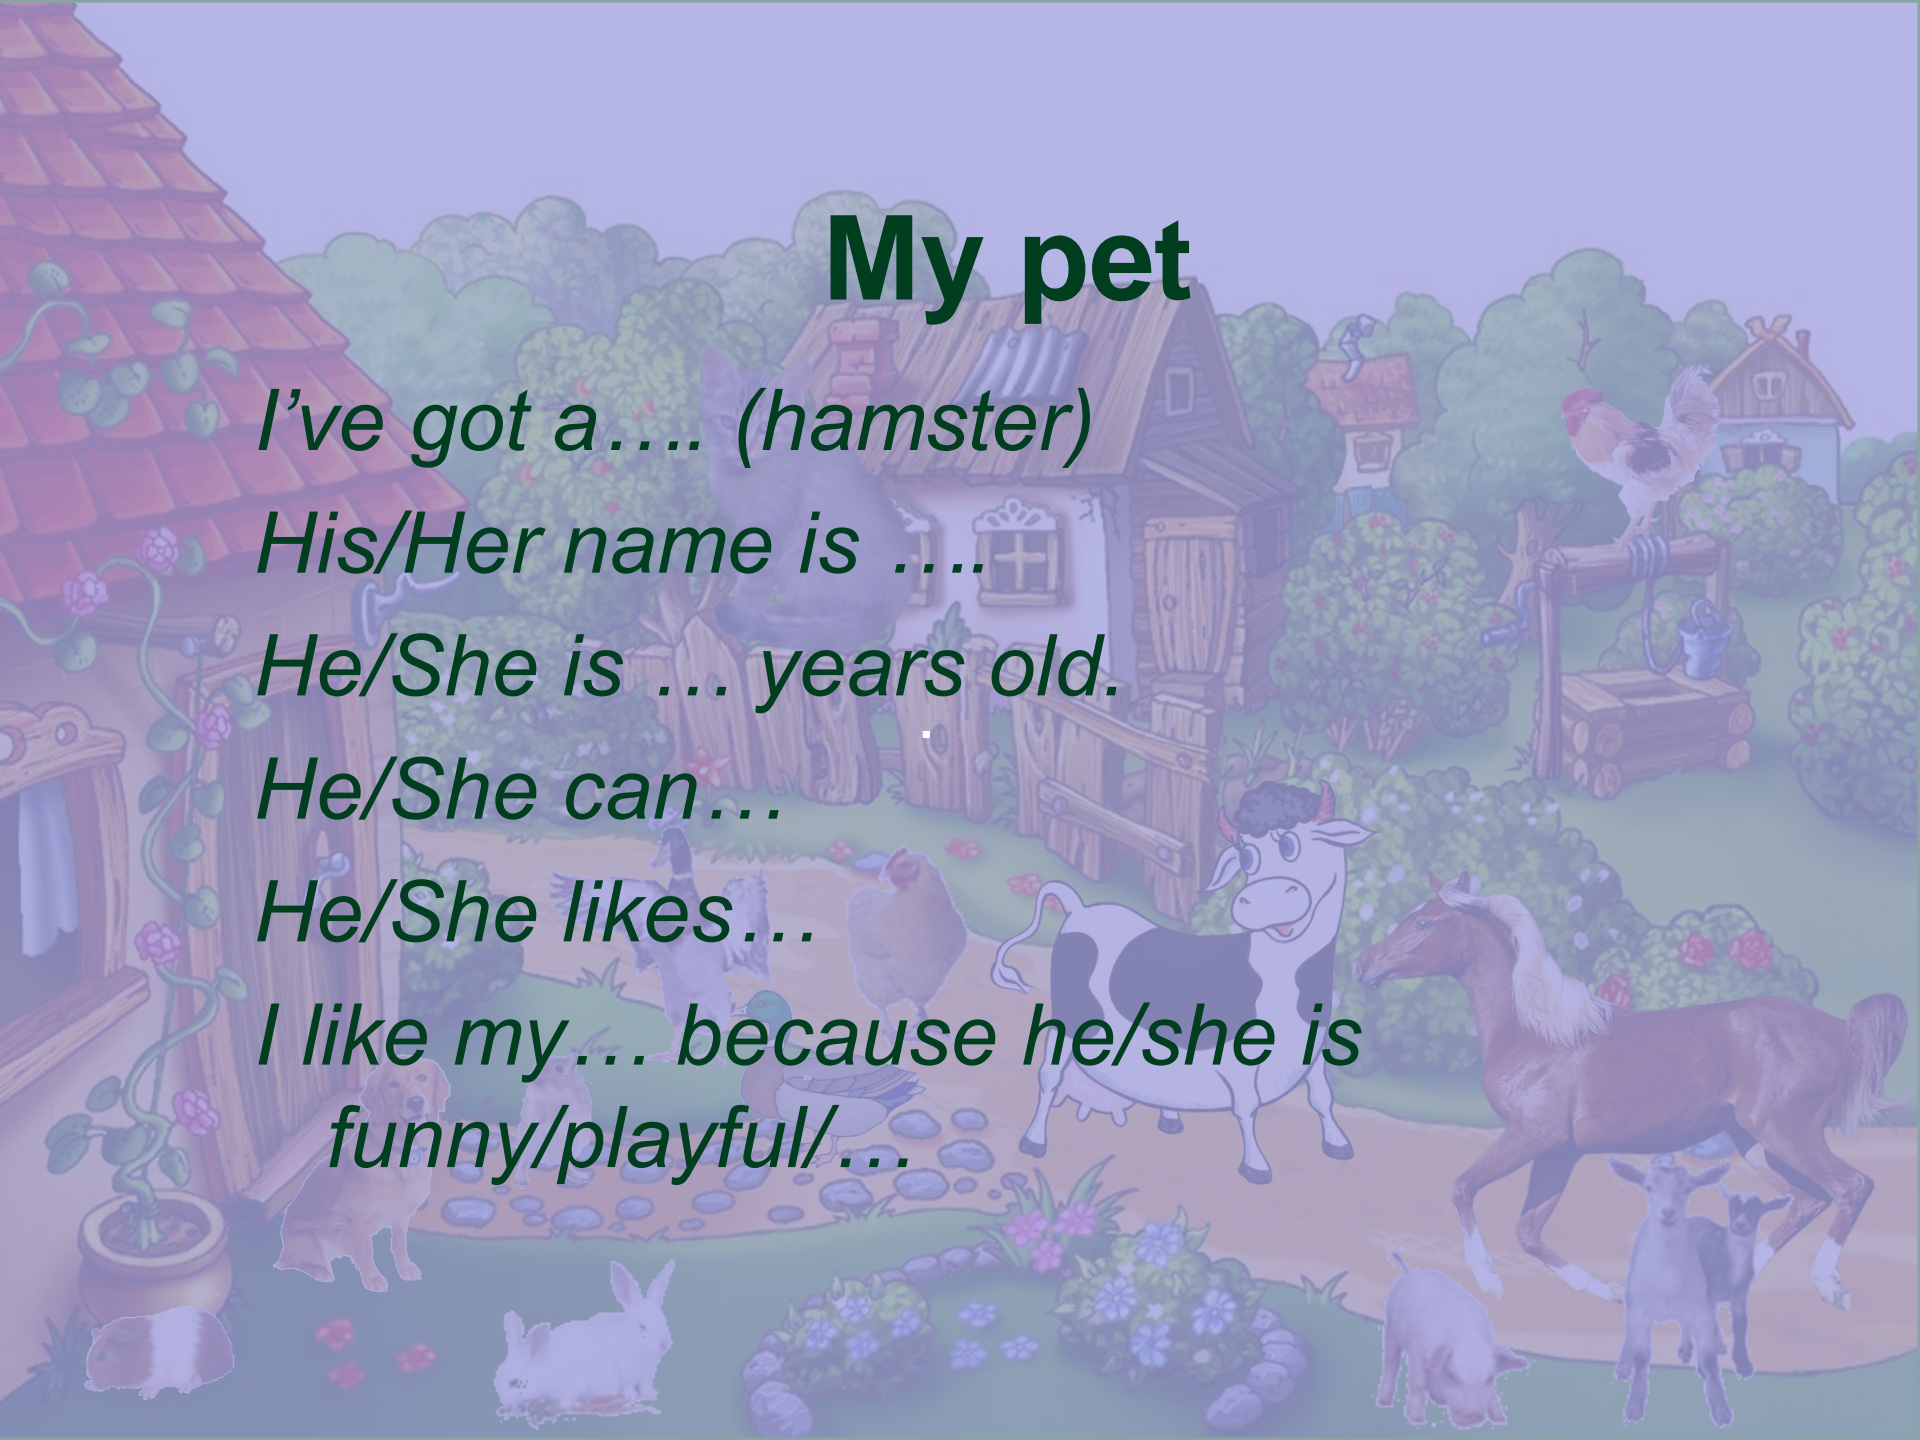 My pet
I’ve got a…. (hamster)
His/Her name is ….
He/She is … years old.
.
He/She can…
He/She likes…
I like my… because he/she is
funny/playful/…